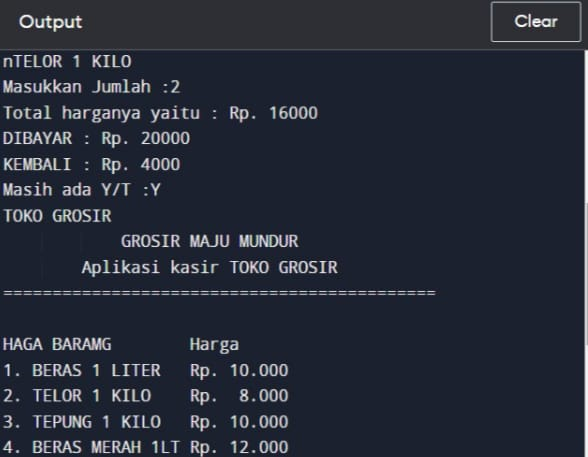 Output
Clear
nTELOR 1 KILO
Masukkan Jumlah :2
Total harganya yaitu : Rp. 16000
DIBAYAR : Rp. 20000
KEMBALI : Rp. 4000
Masih ada Y/T :Y
TOKO GROSIR
GROSIR MAJU MUNDUR
Aplikasi kasir TOKO GROSIR
============================================
HAGA BARAMG Harga
1. BERAS 1 LITER Rp. 10.000
2. TELOR 1 KILO Rp. 8.000
3. TEPUNG 1 KILO Rp. 10.000
4. BERAS MERAH 1LT Rp. 12.000